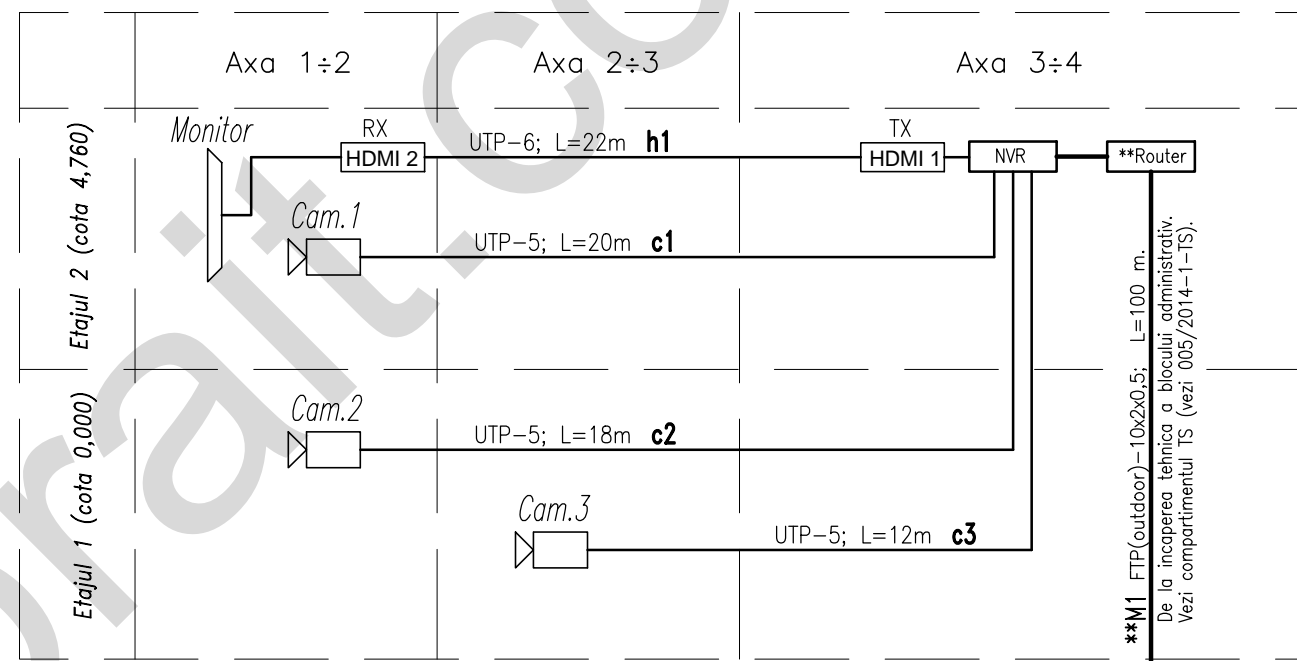 Axa 1÷2
Axa 2÷3
Axa 3÷4
Etajul 2 (cota 4,760)
Monitor
RX
HDMI 2
UTP-6; L=22m h1
TX
HDMI 1
NVR
**Router
Cam.1
UTP-5; L=20m c1
Etajul 1 (cota 0,000)
Cam.2
UTP-5; L=18m c2
Cam.3
UTP-5; L=12m c3
**M1 FTP(outdoor)-10x2x0,5; L=100 m.
De la incaperea tehnica a blocului administrativ.
Vezi compartimentul TS (vezi 005/2014-1-TS).